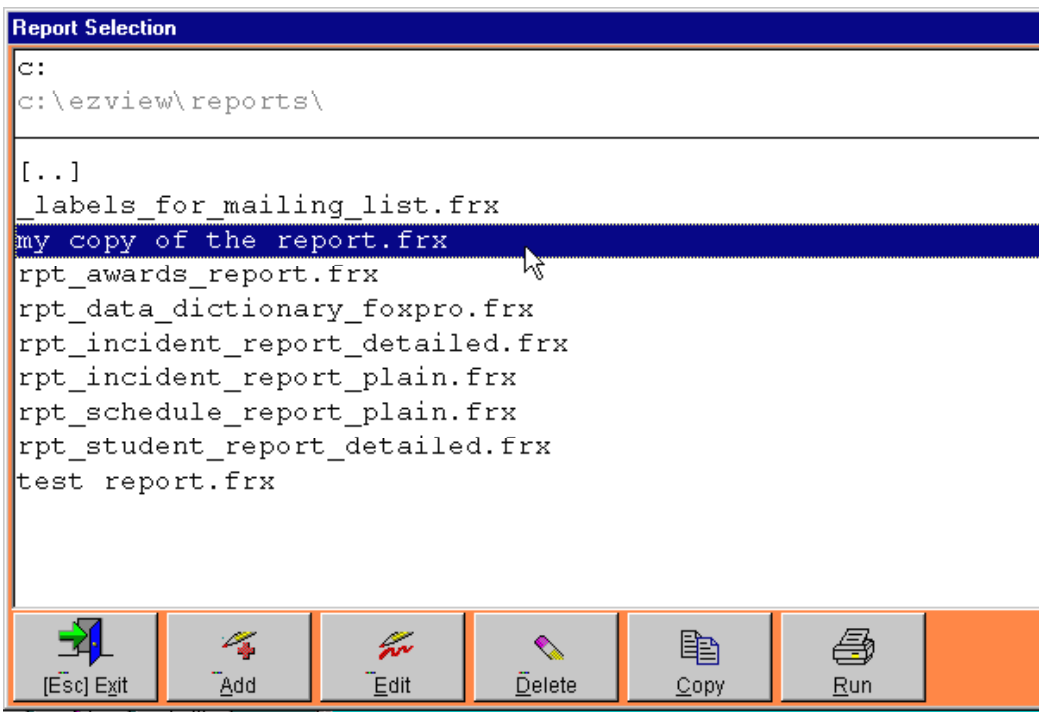 Report Selection
c:
c:\ezview\reports\
[..]
_labels_for_mailing_list.frx
my copy of the report.frx
rpt_awards_report.frx
rpt_data_dictionary_foxpro.frx
rpt_incident_report_detailed.frx
rpt_incident_report_plain.frx
rpt_schedule_report_plain.frx
rpt_student_report_detailed.frx
test report.frx
[Esc] Exit Add Edit Delete Copy Run